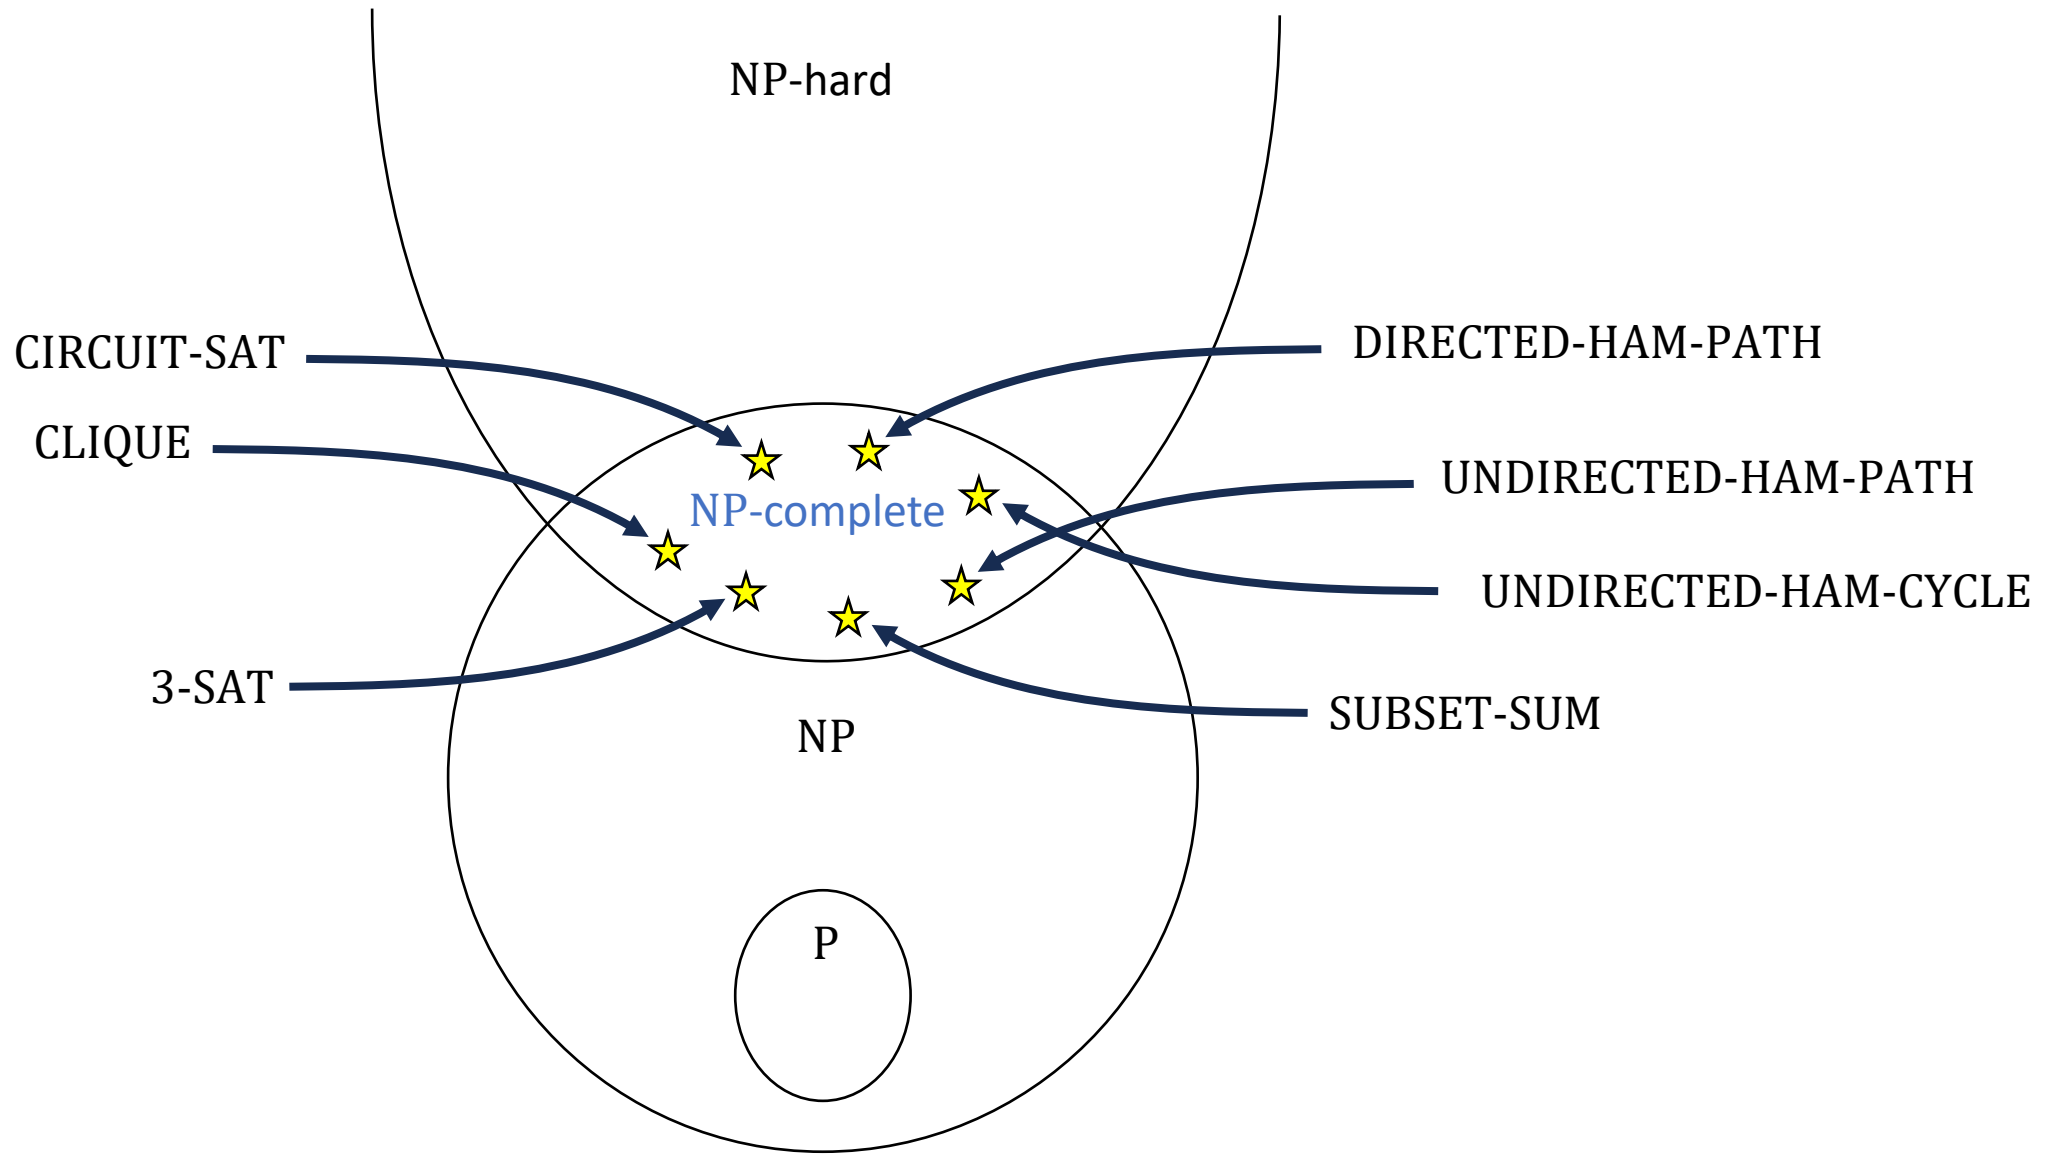 NP-hard
CIRCUIT-SAT
DIRECTED-HAM-PATH
CLIQUE
UNDIRECTED-HAM-PATH
NP-complete
UNDIRECTED-HAM-CYCLE
3-SAT
SUBSET-SUM
NP
P